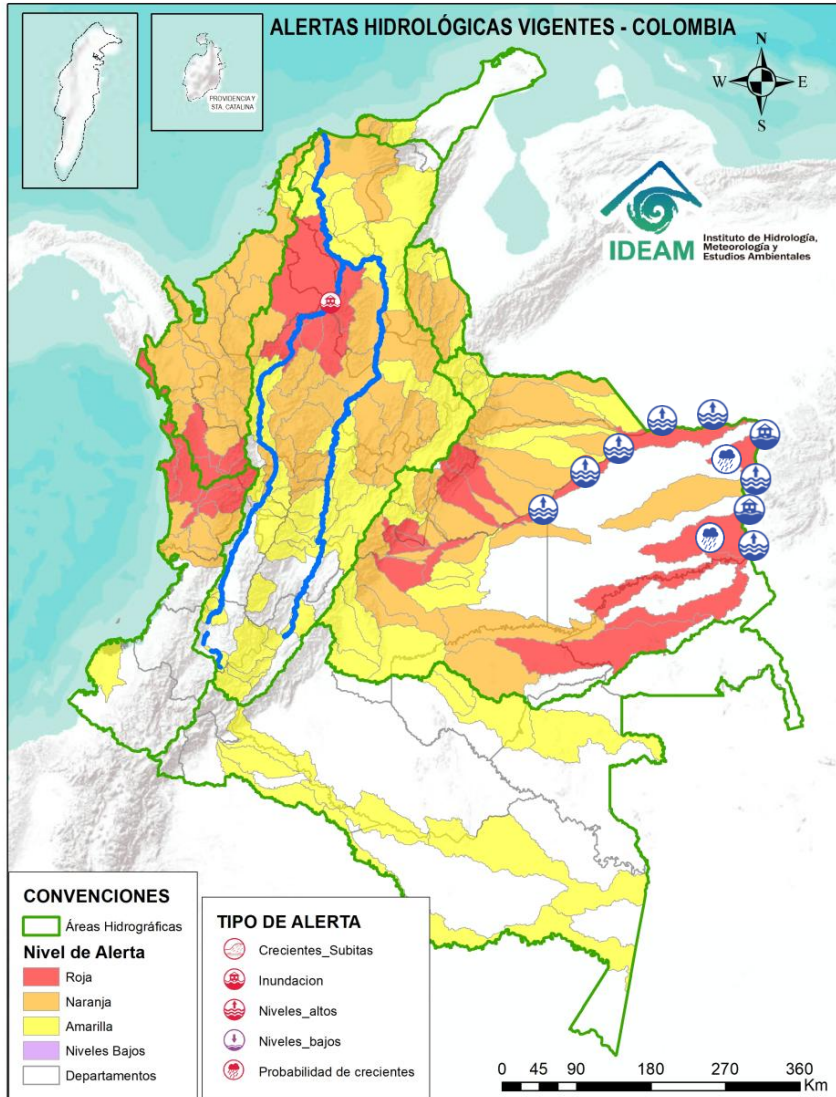 ALERTAS HIDROLÓGICAS VIGENTES - COLOMBIA
PROVIDENCIA Y
STA. CATALINA
N
W
E
S
IDEAM
Instituto de Hidrología,
Meteorología y
Estudios Ambientales
CONVENCIONES
Áreas Hidrográficas
Nivel de Alerta
Roja
Naranja
Amarilla
Niveles Bajos
Departamentos
TIPO DE ALERTA
Crecientes_Subitas
Inundacion
Niveles_altos
Niveles_bajos
Probabilidad de crecientes
0 45 90 180 270 360
Km